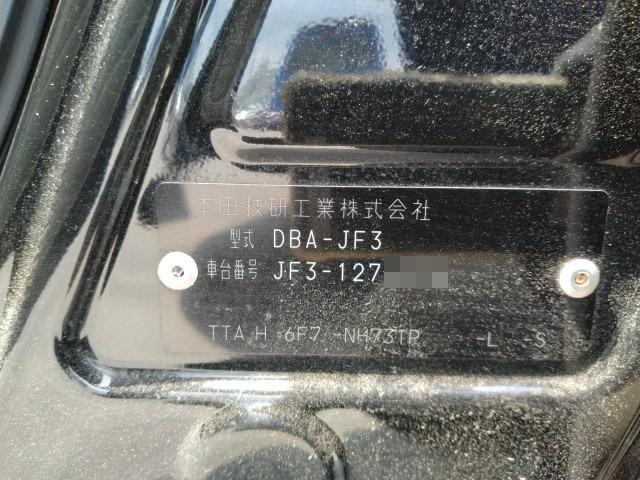 本田技研工業株式会社
型式 DBA-JF3
車台番号 JF3-127
TTA H 6F7 -NH731P -L -S